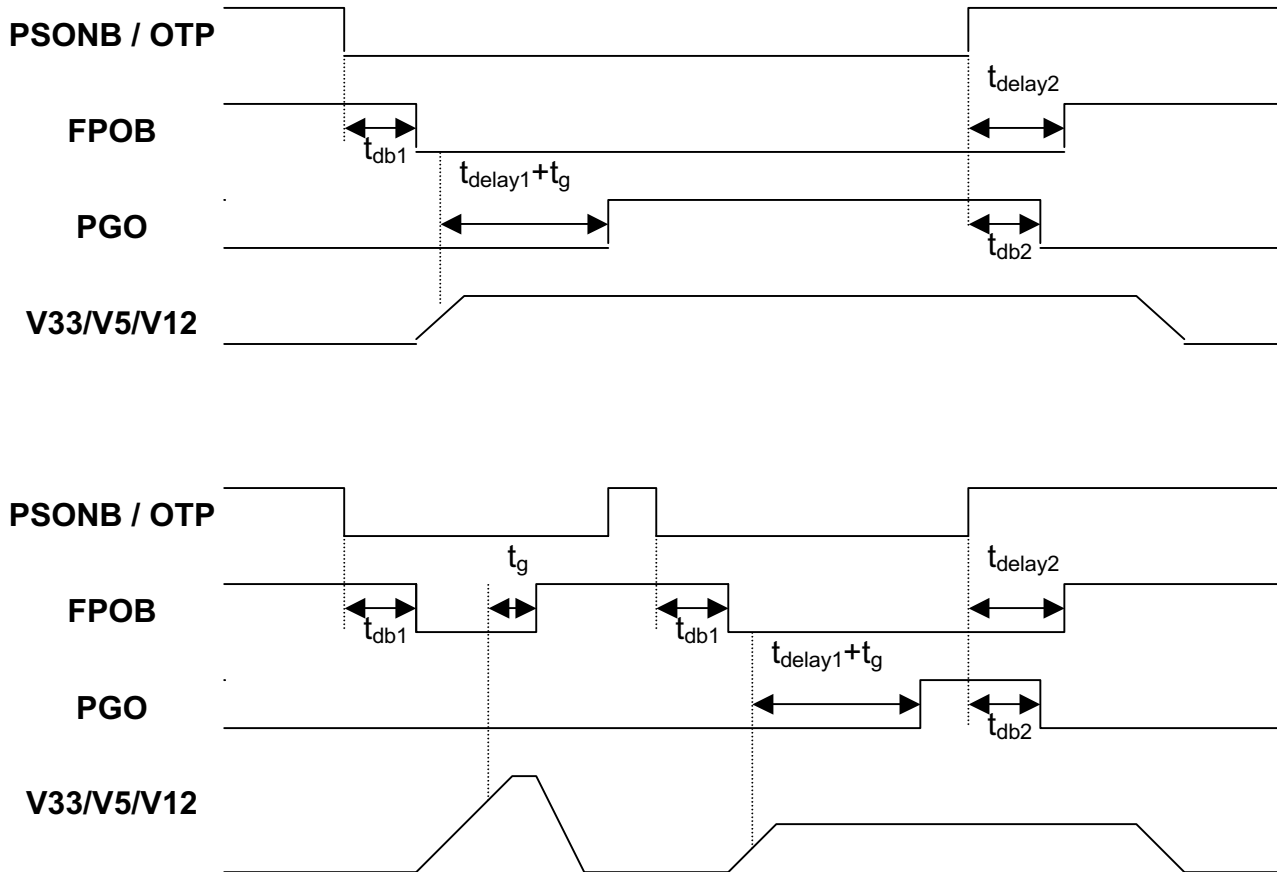 PSONB / OTP
t_delay2
FPOB
t_db1
t_delay1+t_g
PGO
t_db2
V33/V5/V12
PSONB / OTP
t_g
t_delay2
FPOB
t_db1
t_db1
t_delay1+t_g
PGO
t_db2
V33/V5/V12